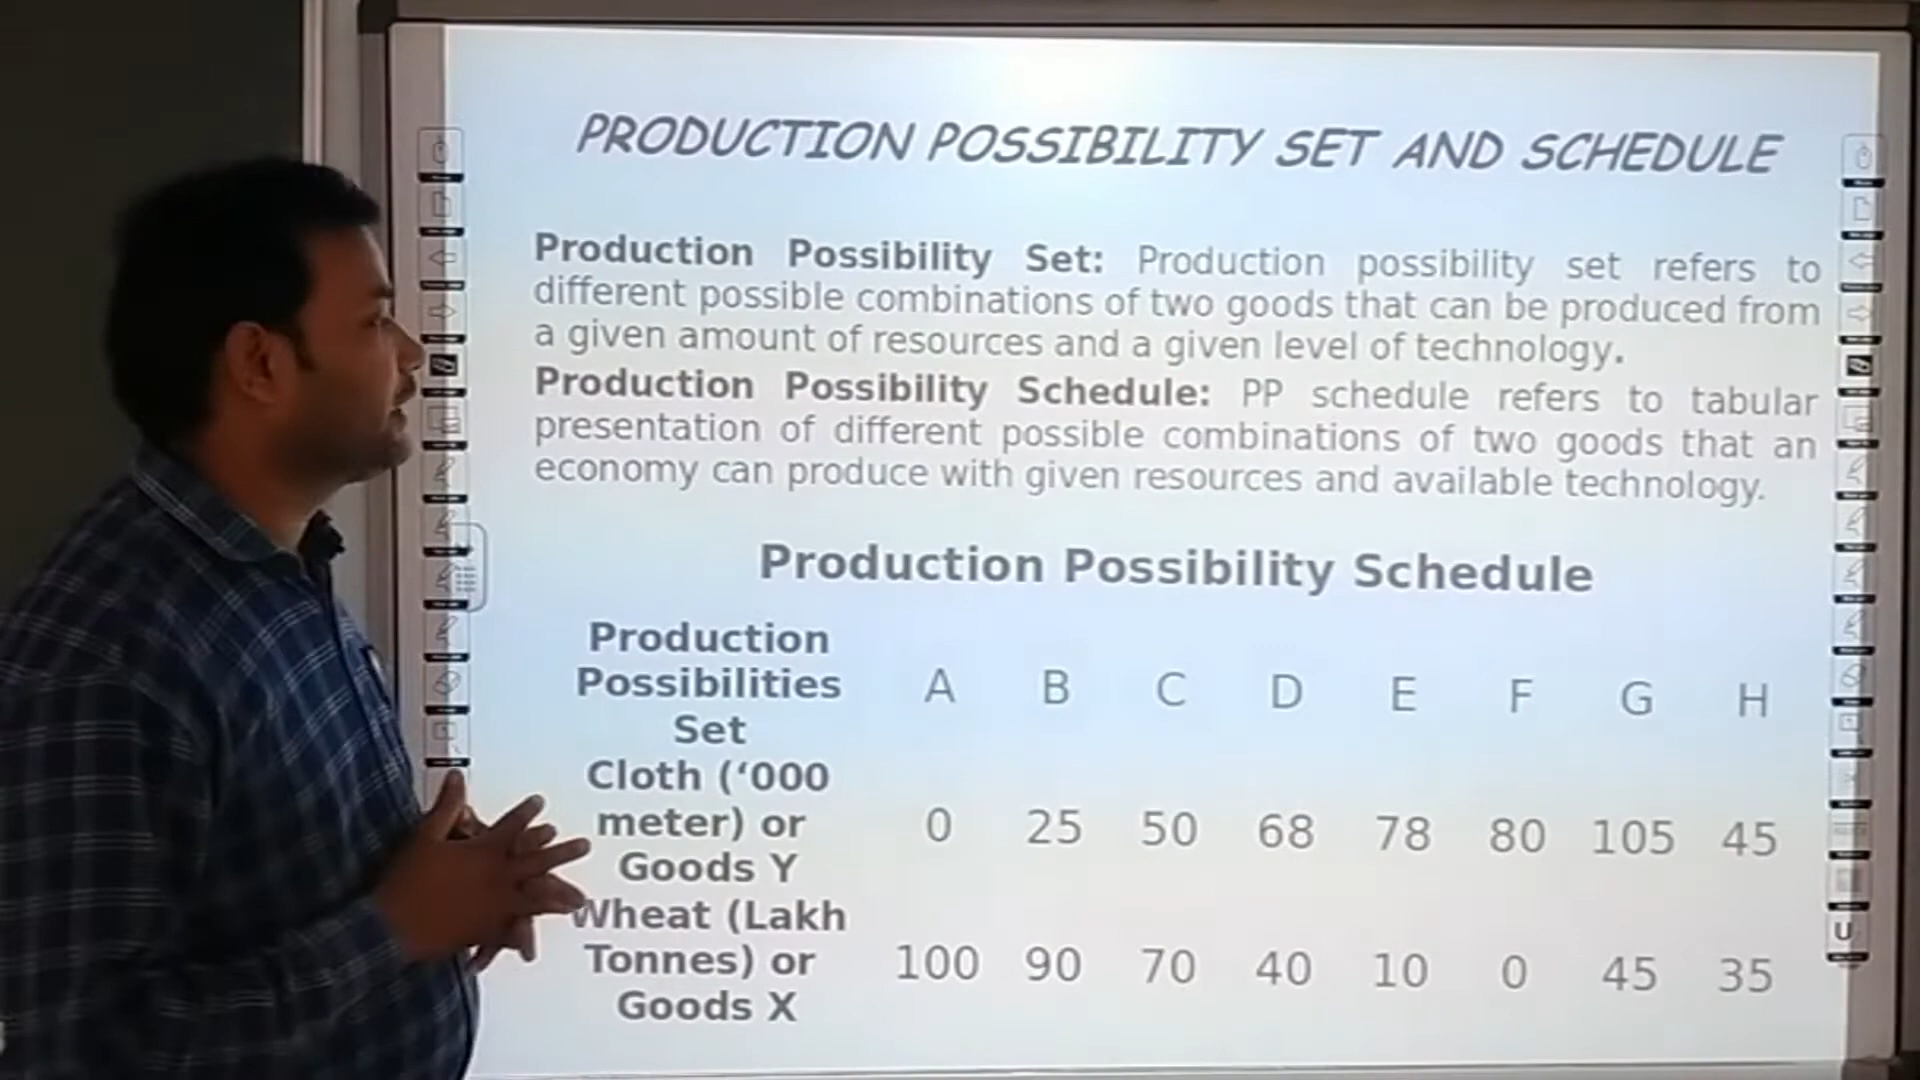 PRODUCTION POSSIBILITY SET AND SCHEDULE
Production Possibility Set: Production possibility set refers to
different possible combinations of two goods that can be produced from
a given amount of resources and a given level of technology.
Production Possibility Schedule: PP schedule refers to tabular
presentation of different possible combinations of two goods that an
economy can produce with given resources and available technology.
Production Possibility Schedule
Production
Possibilities A B C D E F G H
Set
Cloth (‘000
meter) or 0 25 50 68 78 80 105 45
Goods Y
Wheat (Lakh
Tonnes) or 100 90 70 40 10 0 45 35
Goods X
U